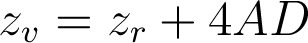 $z_v = z_r + 4AD$